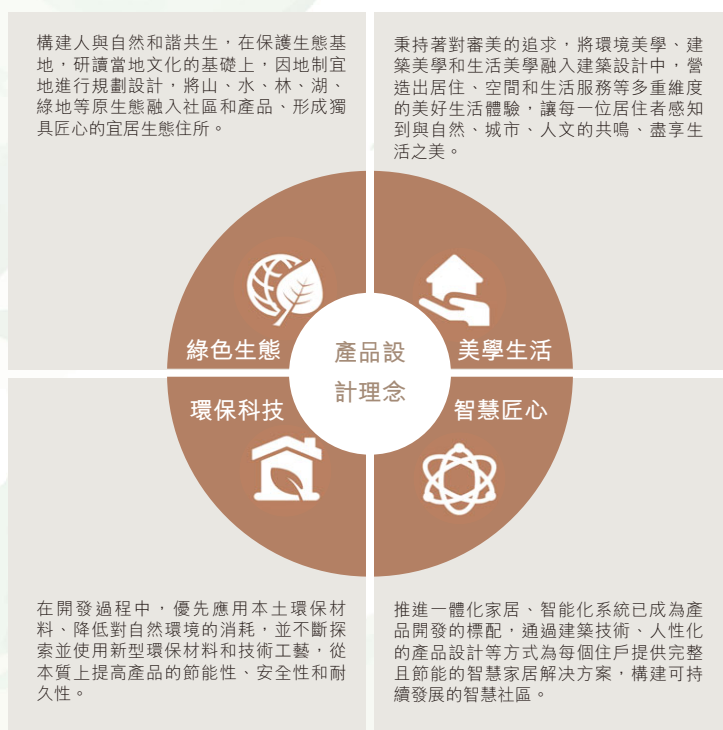 構建人與自然和諧共生，在保護生態基
地，研讀當地文化的基礎上，因地制宜
地進行規劃設計，將山、水、林、湖、
綠地等原生態融入社區和產品、形成獨
具匠心的宜居生態住所。
秉持著對審美的追求，將環境美學、建
築美學和生活美學融入建築設計中，營
造出居住、空間和生活服務等多重維度
的美好生活體驗，讓每一位居住者感知
到與自然、城市、人文的共鳴、盡享生
活之美。
綠色生態
產品設
計理念
美學生活
環保科技
智慧匠心
在開發過程中，優先應用本土環保材
料、降低對自然環境的消耗，並不斷探
索並使用新型環保材料和技術工藝，從
本質上提高產品的節能性、安全性和耐
久性。
推進一體化家居、智能化系統已成為產
品開發的標配，通過建築技術、人性化
的產品設計等方式為每個住戶提供完整
且節能的智慧家居解決方案，構建可持
續發展的智慧社區。